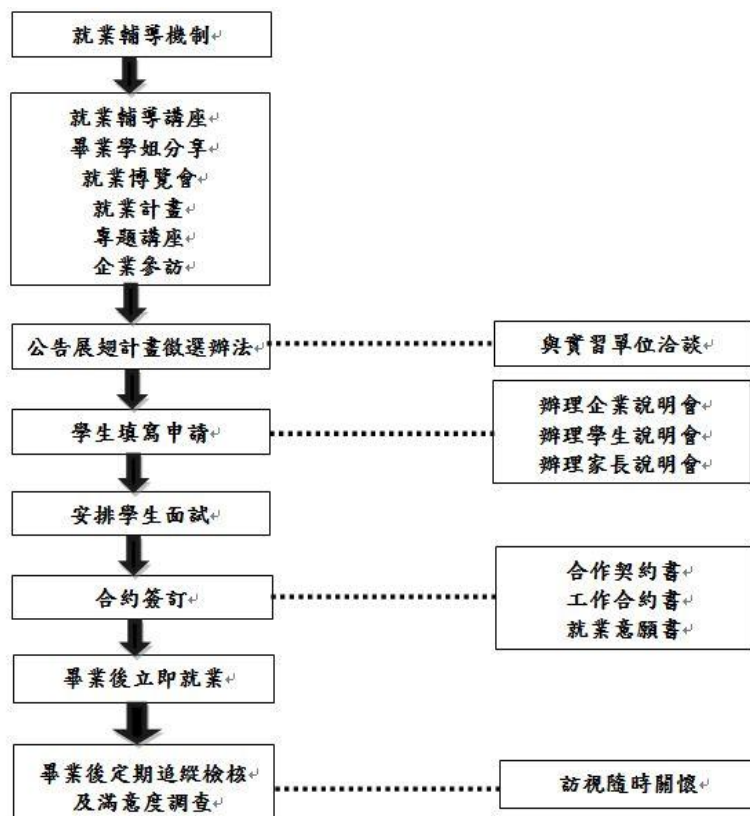 就業輔導機制
就業輔導講座
畢業學姐分享
就業博覽會
就業計畫
專題講座
企業參訪
公告展翅計畫徵選辦法
與實習單位洽談
學生填寫申請
辦理企業說明會
辦理學生說明會
辦理家長說明會
安排學生面試
合約簽訂
合作契約書
工作合約書
就業意願書
畢業後立即就業
畢業後定期追蹤檢核
及滿意度調查
訪視隨時關懷